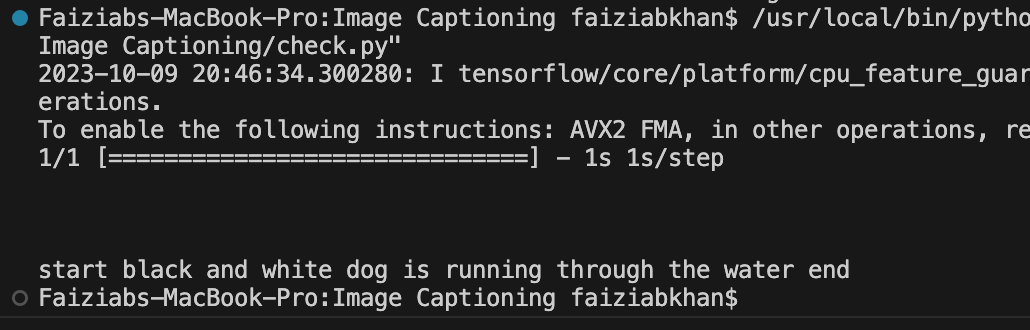 Faiziabs-MacBook-Pro:Image Captioning faiziabkhan$ /usr/local/bin/pytho
Image Captioning/check.py"
2023-10-09 20:46:34.300280: I tensorflow/core/platform/cpu_feature_guar
erations.
To enable the following instructions: AVX2 FMA, in other operations, re
1/1 [==============================] - 1s 1s/step
start black and white dog is running through the water end
Faiziabs-MacBook-Pro:Image Captioning faiziabkhan$